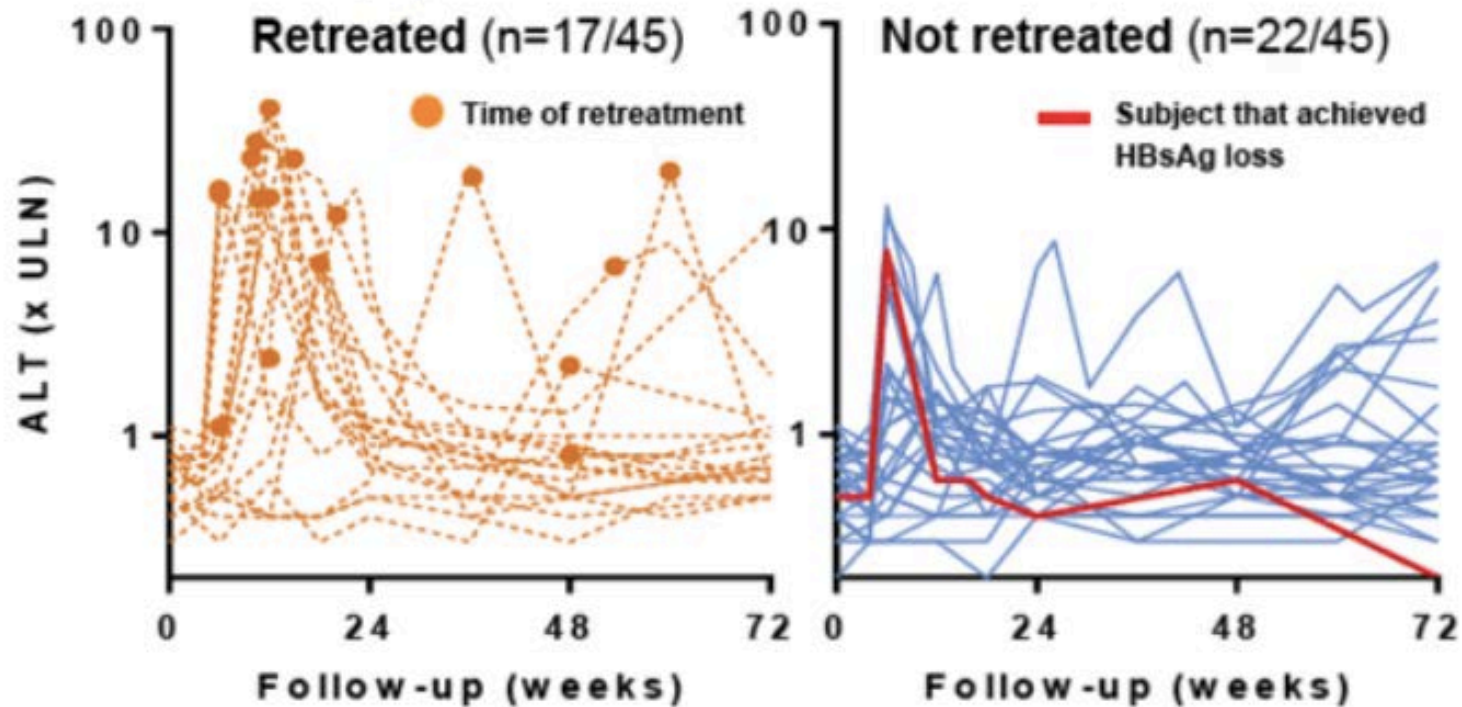 Retreated (n=17/45)
Time of retreatment
ALT (x ULN)
100
10
1
0 24 48 72
Follow-up (weeks)
Not retreated (n=22/45)
Subject that achieved
HBsAg loss
100
10
1
0 24 48 72
Follow-up (weeks)